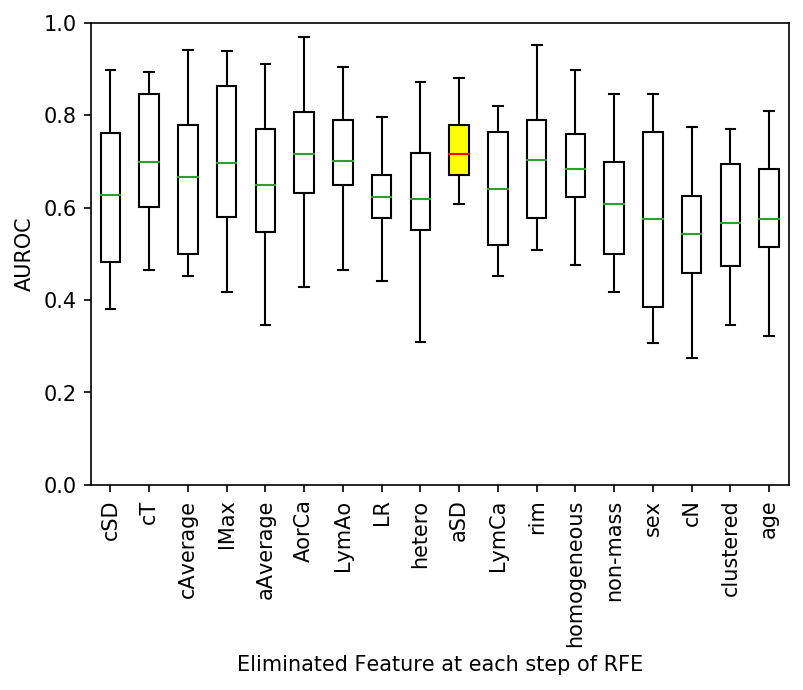 1.0
0.8
0.6
0.4
0.2
0.0
AUROC
cSD
cT
cAverage
lMax
aAverage
AorCa
LymAo
LR
hetero
aSD
LymCa
rim
homogeneous
non-mass
sex
cN
clustered
age
Eliminated Feature at each step of RFE